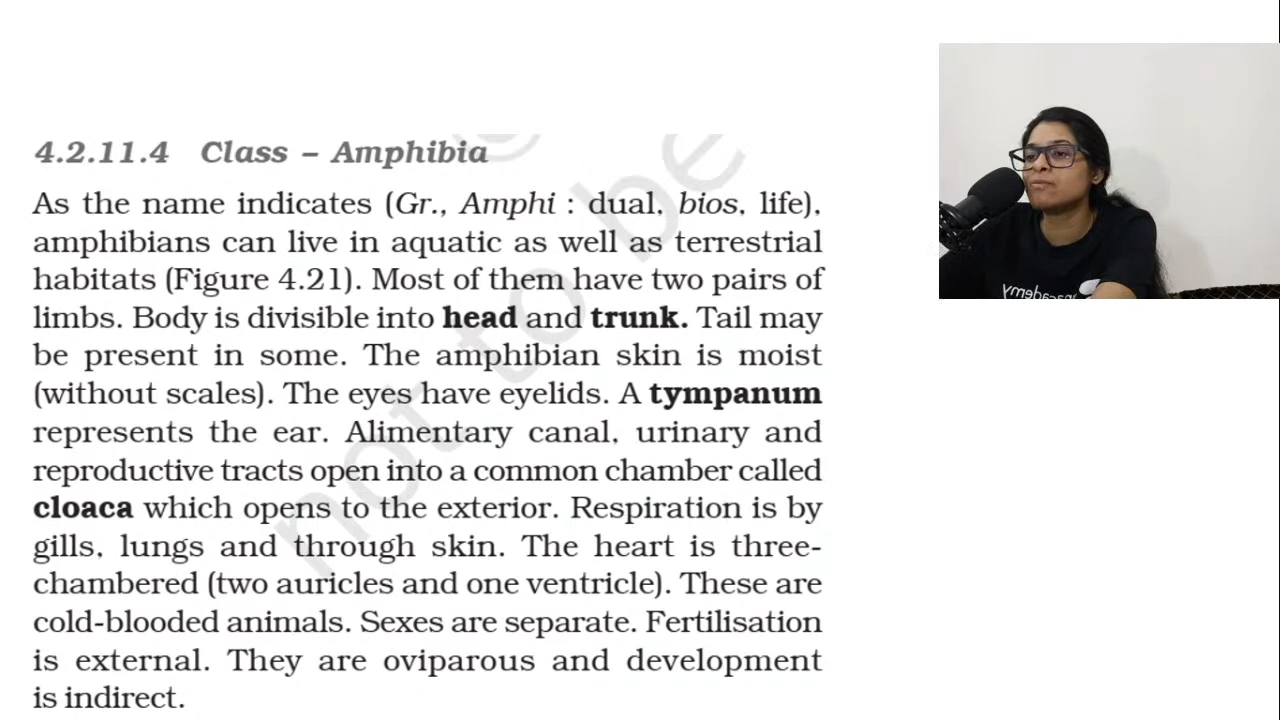 4.2.11.4 Class – Amphibia
As the name indicates (Gr., Amphi : dual, bios, life),
amphibians can live in aquatic as well as terrestrial
habitats (Figure 4.21). Most of them have two pairs of
limbs. Body is divisible into head and trunk. Tail may
be present in some. The amphibian skin is moist
(without scales). The eyes have eyelids. A tympanum
represents the ear. Alimentary canal, urinary and
reproductive tracts open into a common chamber called
cloaca which opens to the exterior. Respiration is by
gills, lungs and through skin. The heart is three-
chambered (two auricles and one ventricle). These are
cold-blooded animals. Sexes are separate. Fertilisation
is external. They are oviparous and development
is indirect.
not to be